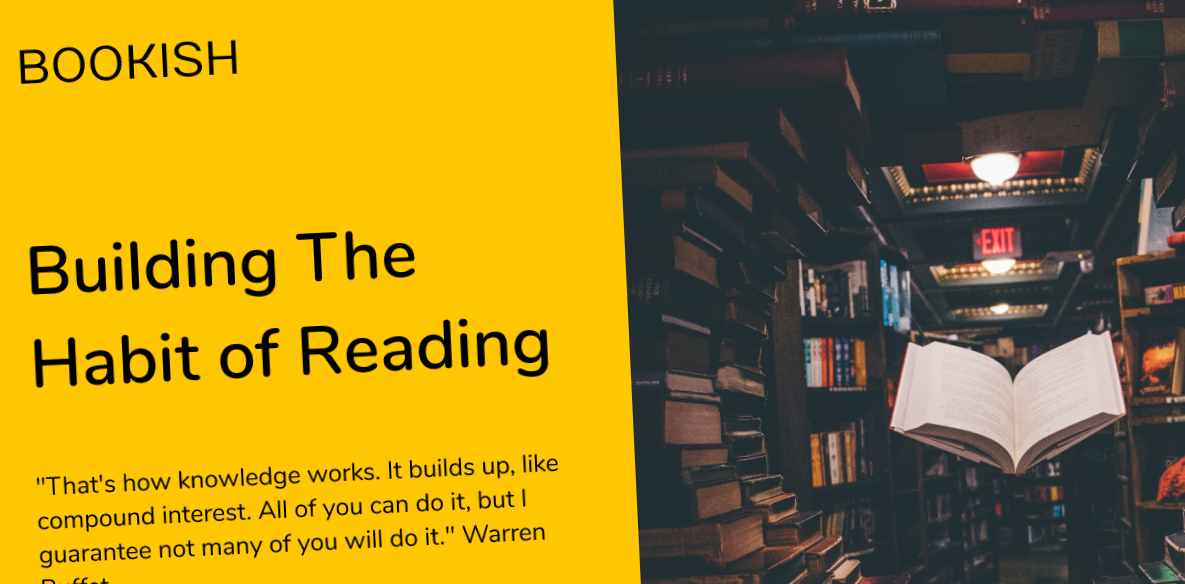 BOOKISH
Building The
Habit of Reading
"That's how knowledge works. It builds up, like
compound interest. All of you can do it, but I
guarantee not many of you will do it." Warren
Buffet
EXIT